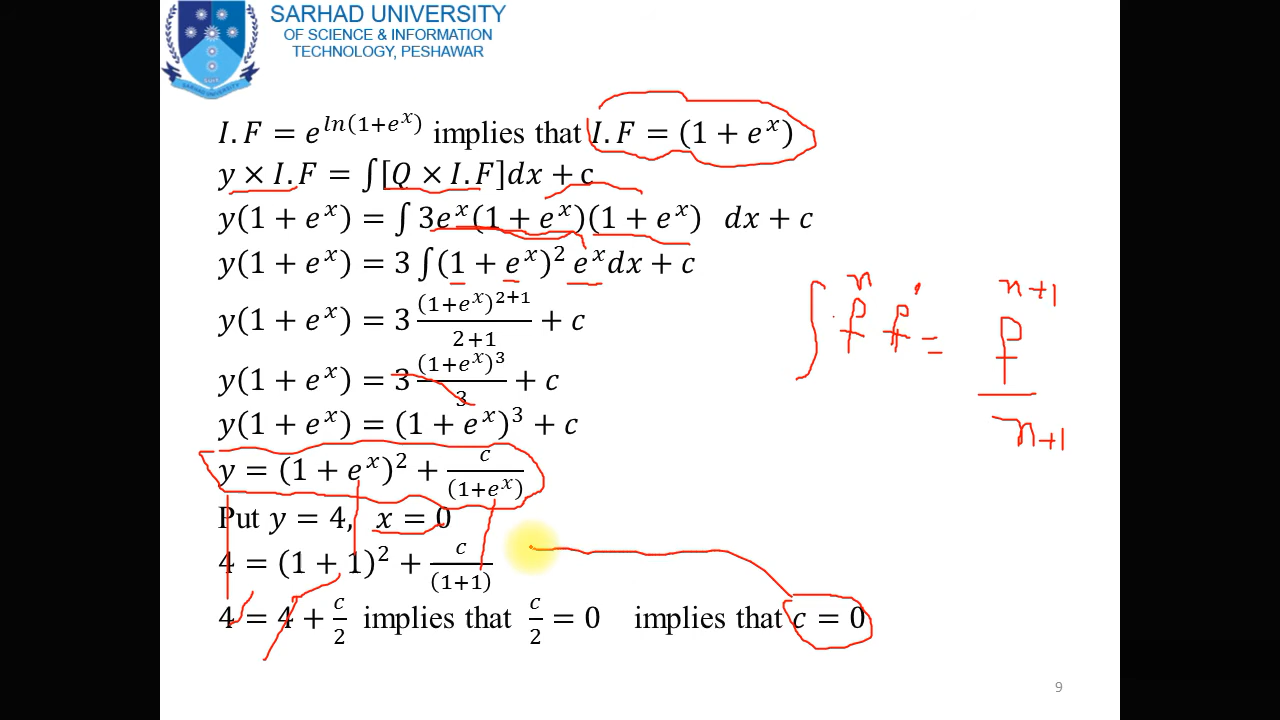 SARHAD UNIVERSITY
OF SCIENCE & INFORMATION
TECHNOLOGY, PESHAWAR
I.F = e^{ln(1+e^x)} implies that I.F = (1 + e^x)
y × I.F = ∫[Q × I.F]dx + c
y(1 + e^x) = ∫ 3e^x(1 + e^x)(1 + e^x) dx + c
y(1 + e^x) = 3 ∫(1 + e^x)^2 e^x dx + c
y(1 + e^x) = 3 (1+e^x)^{2+1}/(2+1) + c
y(1 + e^x) = 3 (1+e^x)^3/3 + c
y(1 + e^x) = (1 + e^x)^3 + c
y = (1 + e^x)^2 + c/(1+e^x)
Put y = 4, x = 0
4 = (1 + 1)^2 + c/(1+1)
4 = 4 + c/2 implies that c/2 = 0 implies that c = 0
∫ f^n f' = f^{n+1}/(n+1)
9